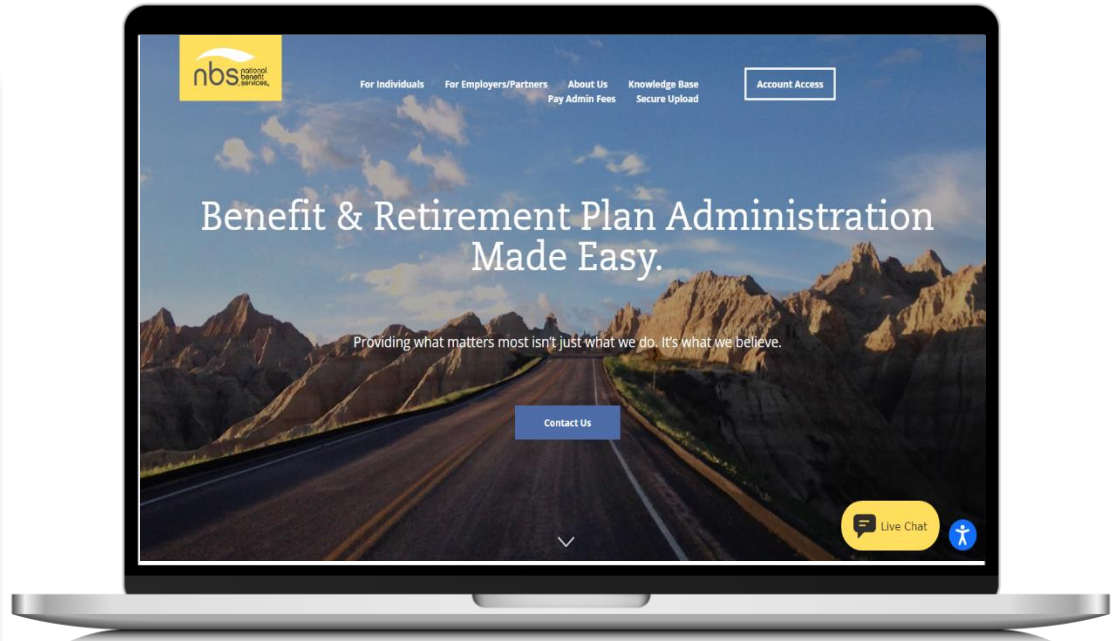 nbs national
benefit
services,
For Individuals For Employers/Partners About Us Knowledge Base
Pay Admin Fees Secure Upload
Account Access
Benefit & Retirement Plan Administration
Made Easy.
Providing what matters most isn't just what we do. It's what we believe.
Contact Us
Live Chat